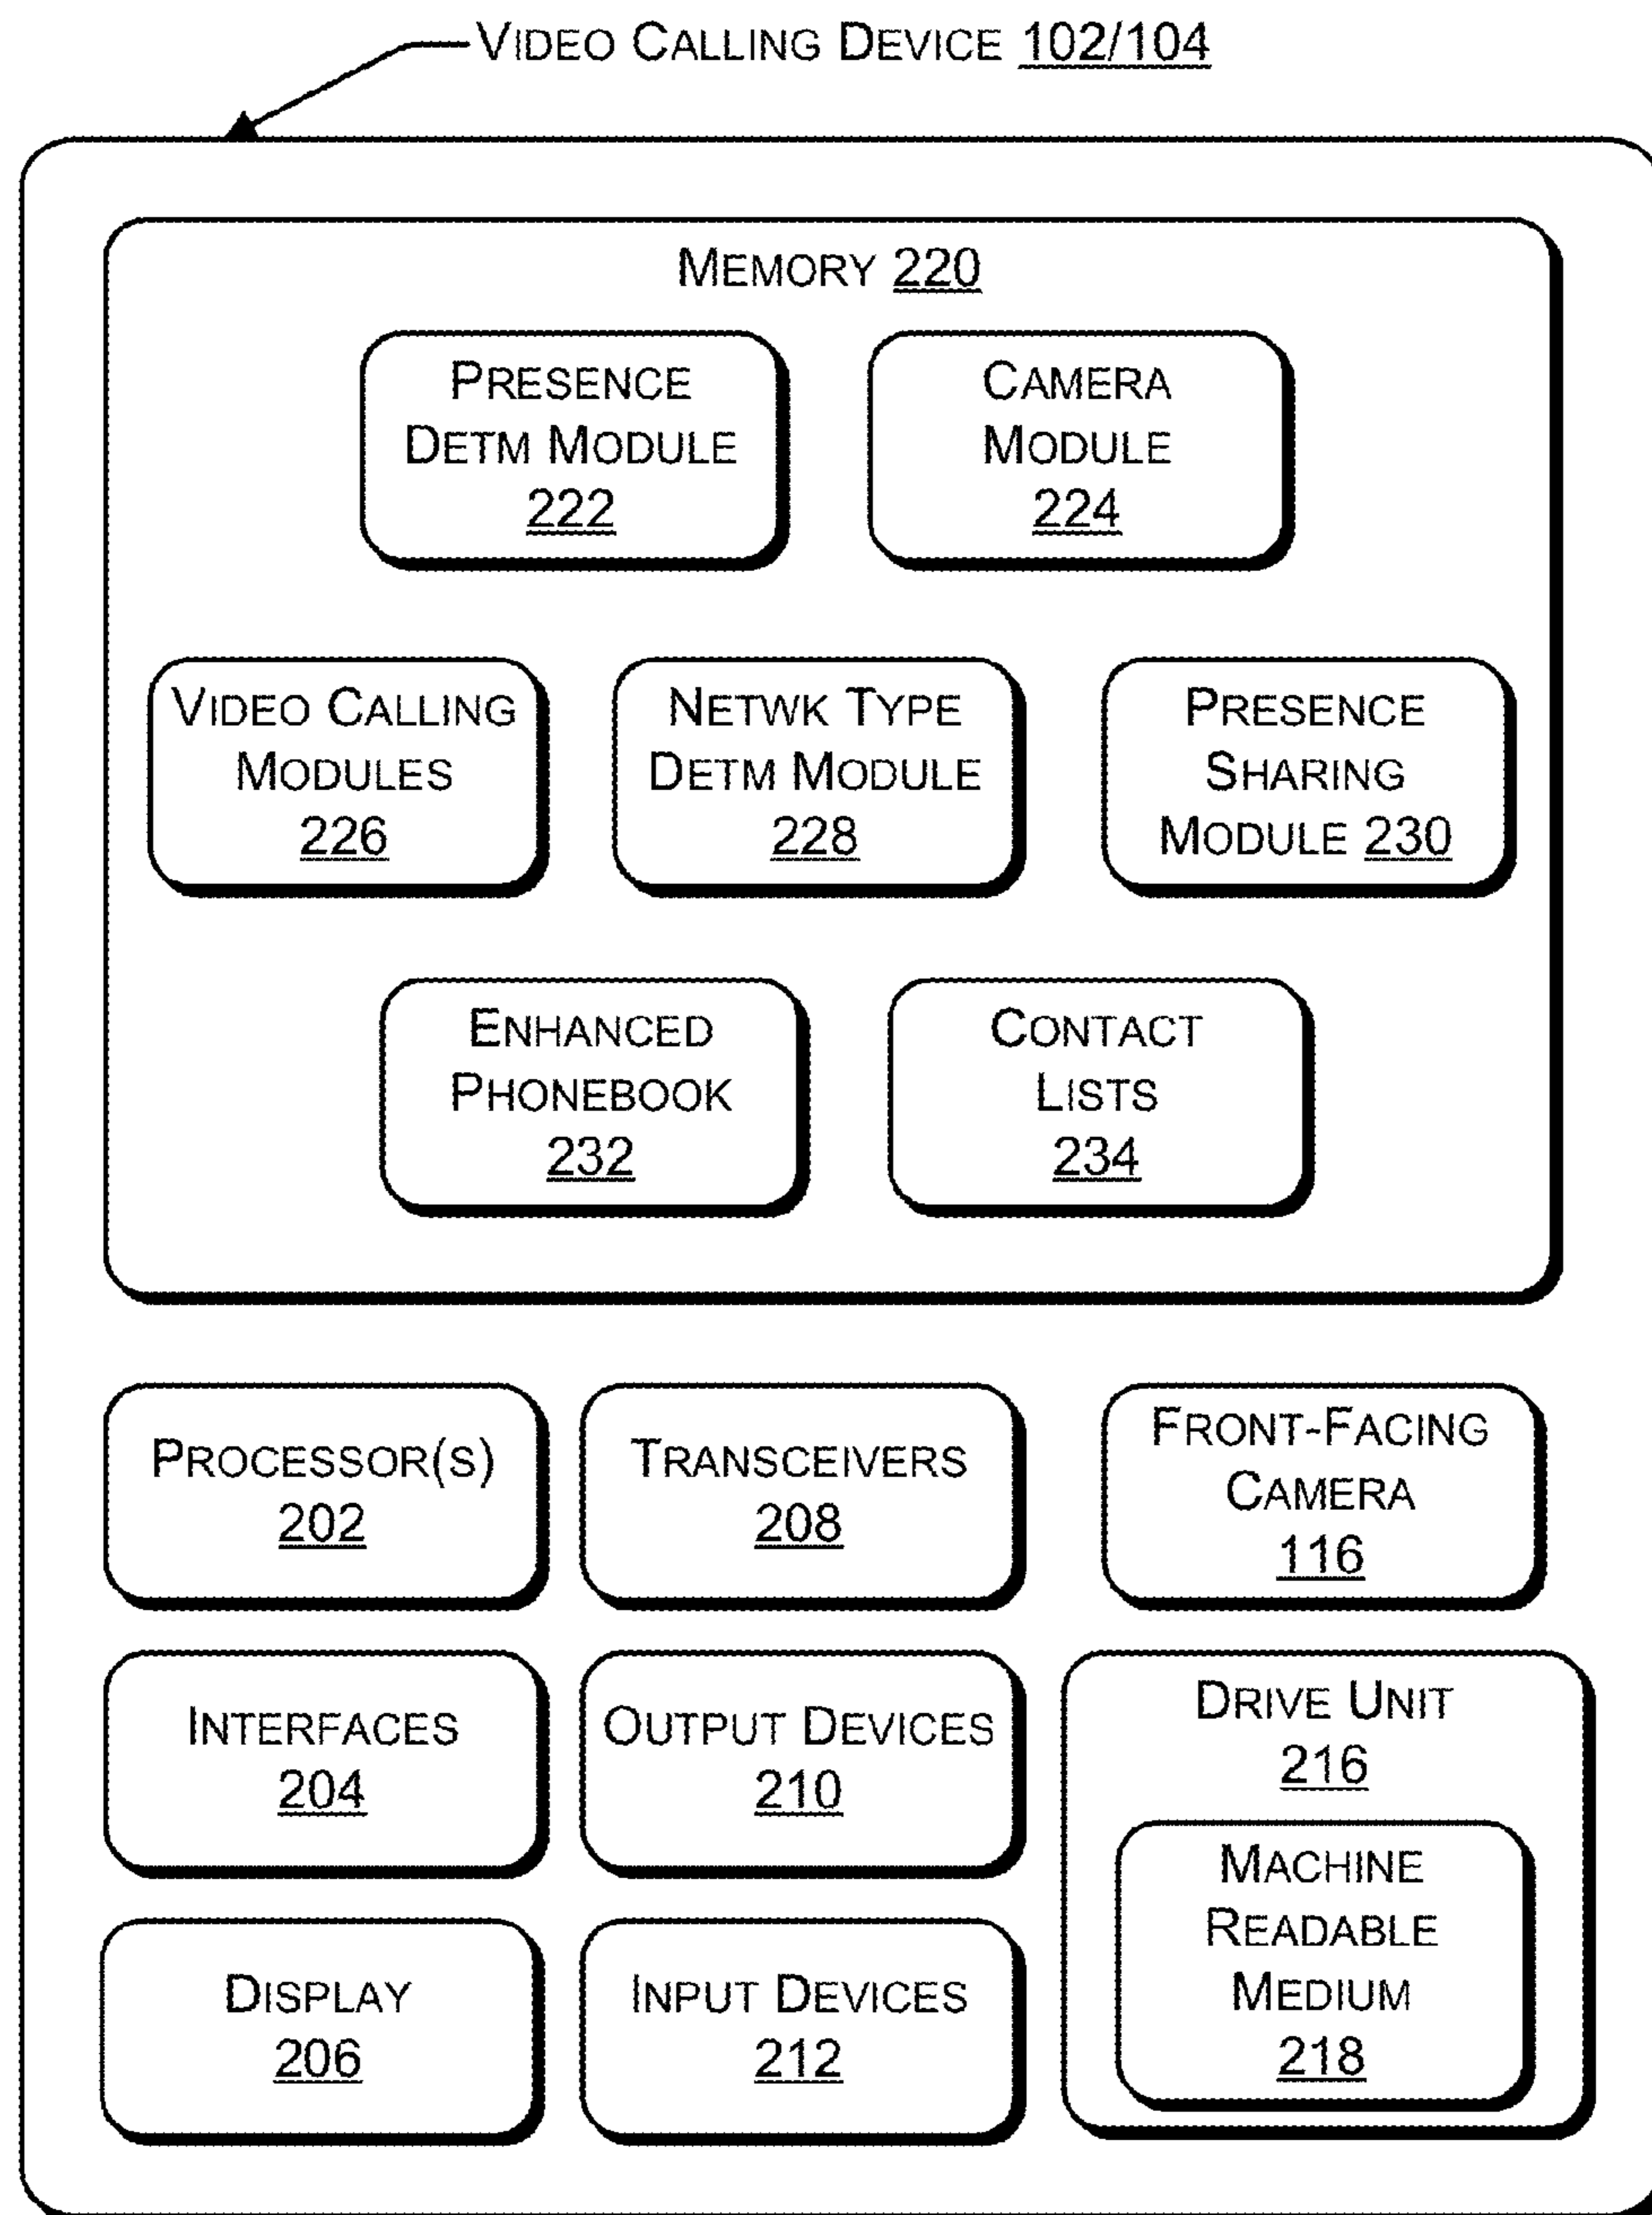 VIDEO CALLING DEVICE 102/104
MEMORY 220
PRESENCE
DETM MODULE
222
CAMERA
MODULE
224
VIDEO CALLING
MODULES
226
NETWK TYPE
DETM MODULE
228
PRESENCE
SHARING
MODULE 230
ENHANCED
PHONEBOOK
232
CONTACT
LISTS
234
PROCESSOR(S)
202
TRANSCEIVERS
208
FRONT-FACING
CAMERA
116
INTERFACES
204
OUTPUT DEVICES
210
DRIVE UNIT
216
MACHINE
READABLE
MEDIUM
218
DISPLAY
206
INPUT DEVICES
212